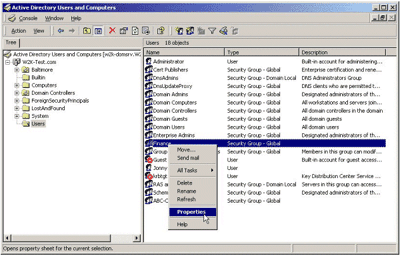 Active Directory Users and Computers
Console Window Help
Action View
Tree
Users 18 objects
Active Directory Users and Computers [w2k-domsrv.W
W2K-Test.com
Baltimore
Builtin
Computers
Domain Controllers
ForeignSecurityPrincipals
LostAndFound
System
Users
Name Type Description
Administrator User Built-in account for administering...
Cert Publishers Security Group - Global Enterprise certification and rene...
DnsAdmins Security Group - Domain Local DNS Administrators Group
DnsUpdateProxy Security Group - Global DNS clients who are permitted t...
Domain Admins Security Group - Global Designated administrators of th...
Domain Computers Security Group - Global All workstations and servers join...
Domain Controllers Security Group - Global All domain controllers in the dom...
Domain Guests Security Group - Global All domain guests
Domain Users Security Group - Global All domain users
Enterprise Admins Security Group - Global Designated administrators of th...
Finance Security Group - Global
Group Security Group - Global Members in this group can modif...
Guest User Built-in account for guest access...
Jonny User
krbtgt User Key Distribution Center Service ...
RAS a Security Group - Domain Local Servers in this group can access...
Schem Security Group - Global Designated administrators of th...
ABC-C Security Group - Global
Move...
Send mail
All Tasks
Delete
Rename
Refresh
Properties
Help
Opens property sheet for the current selection.